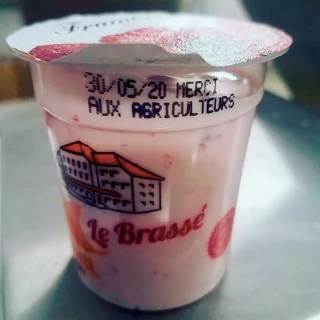 30/05/20 MERCI
AUX AGRICULTEURS
Le Brassé